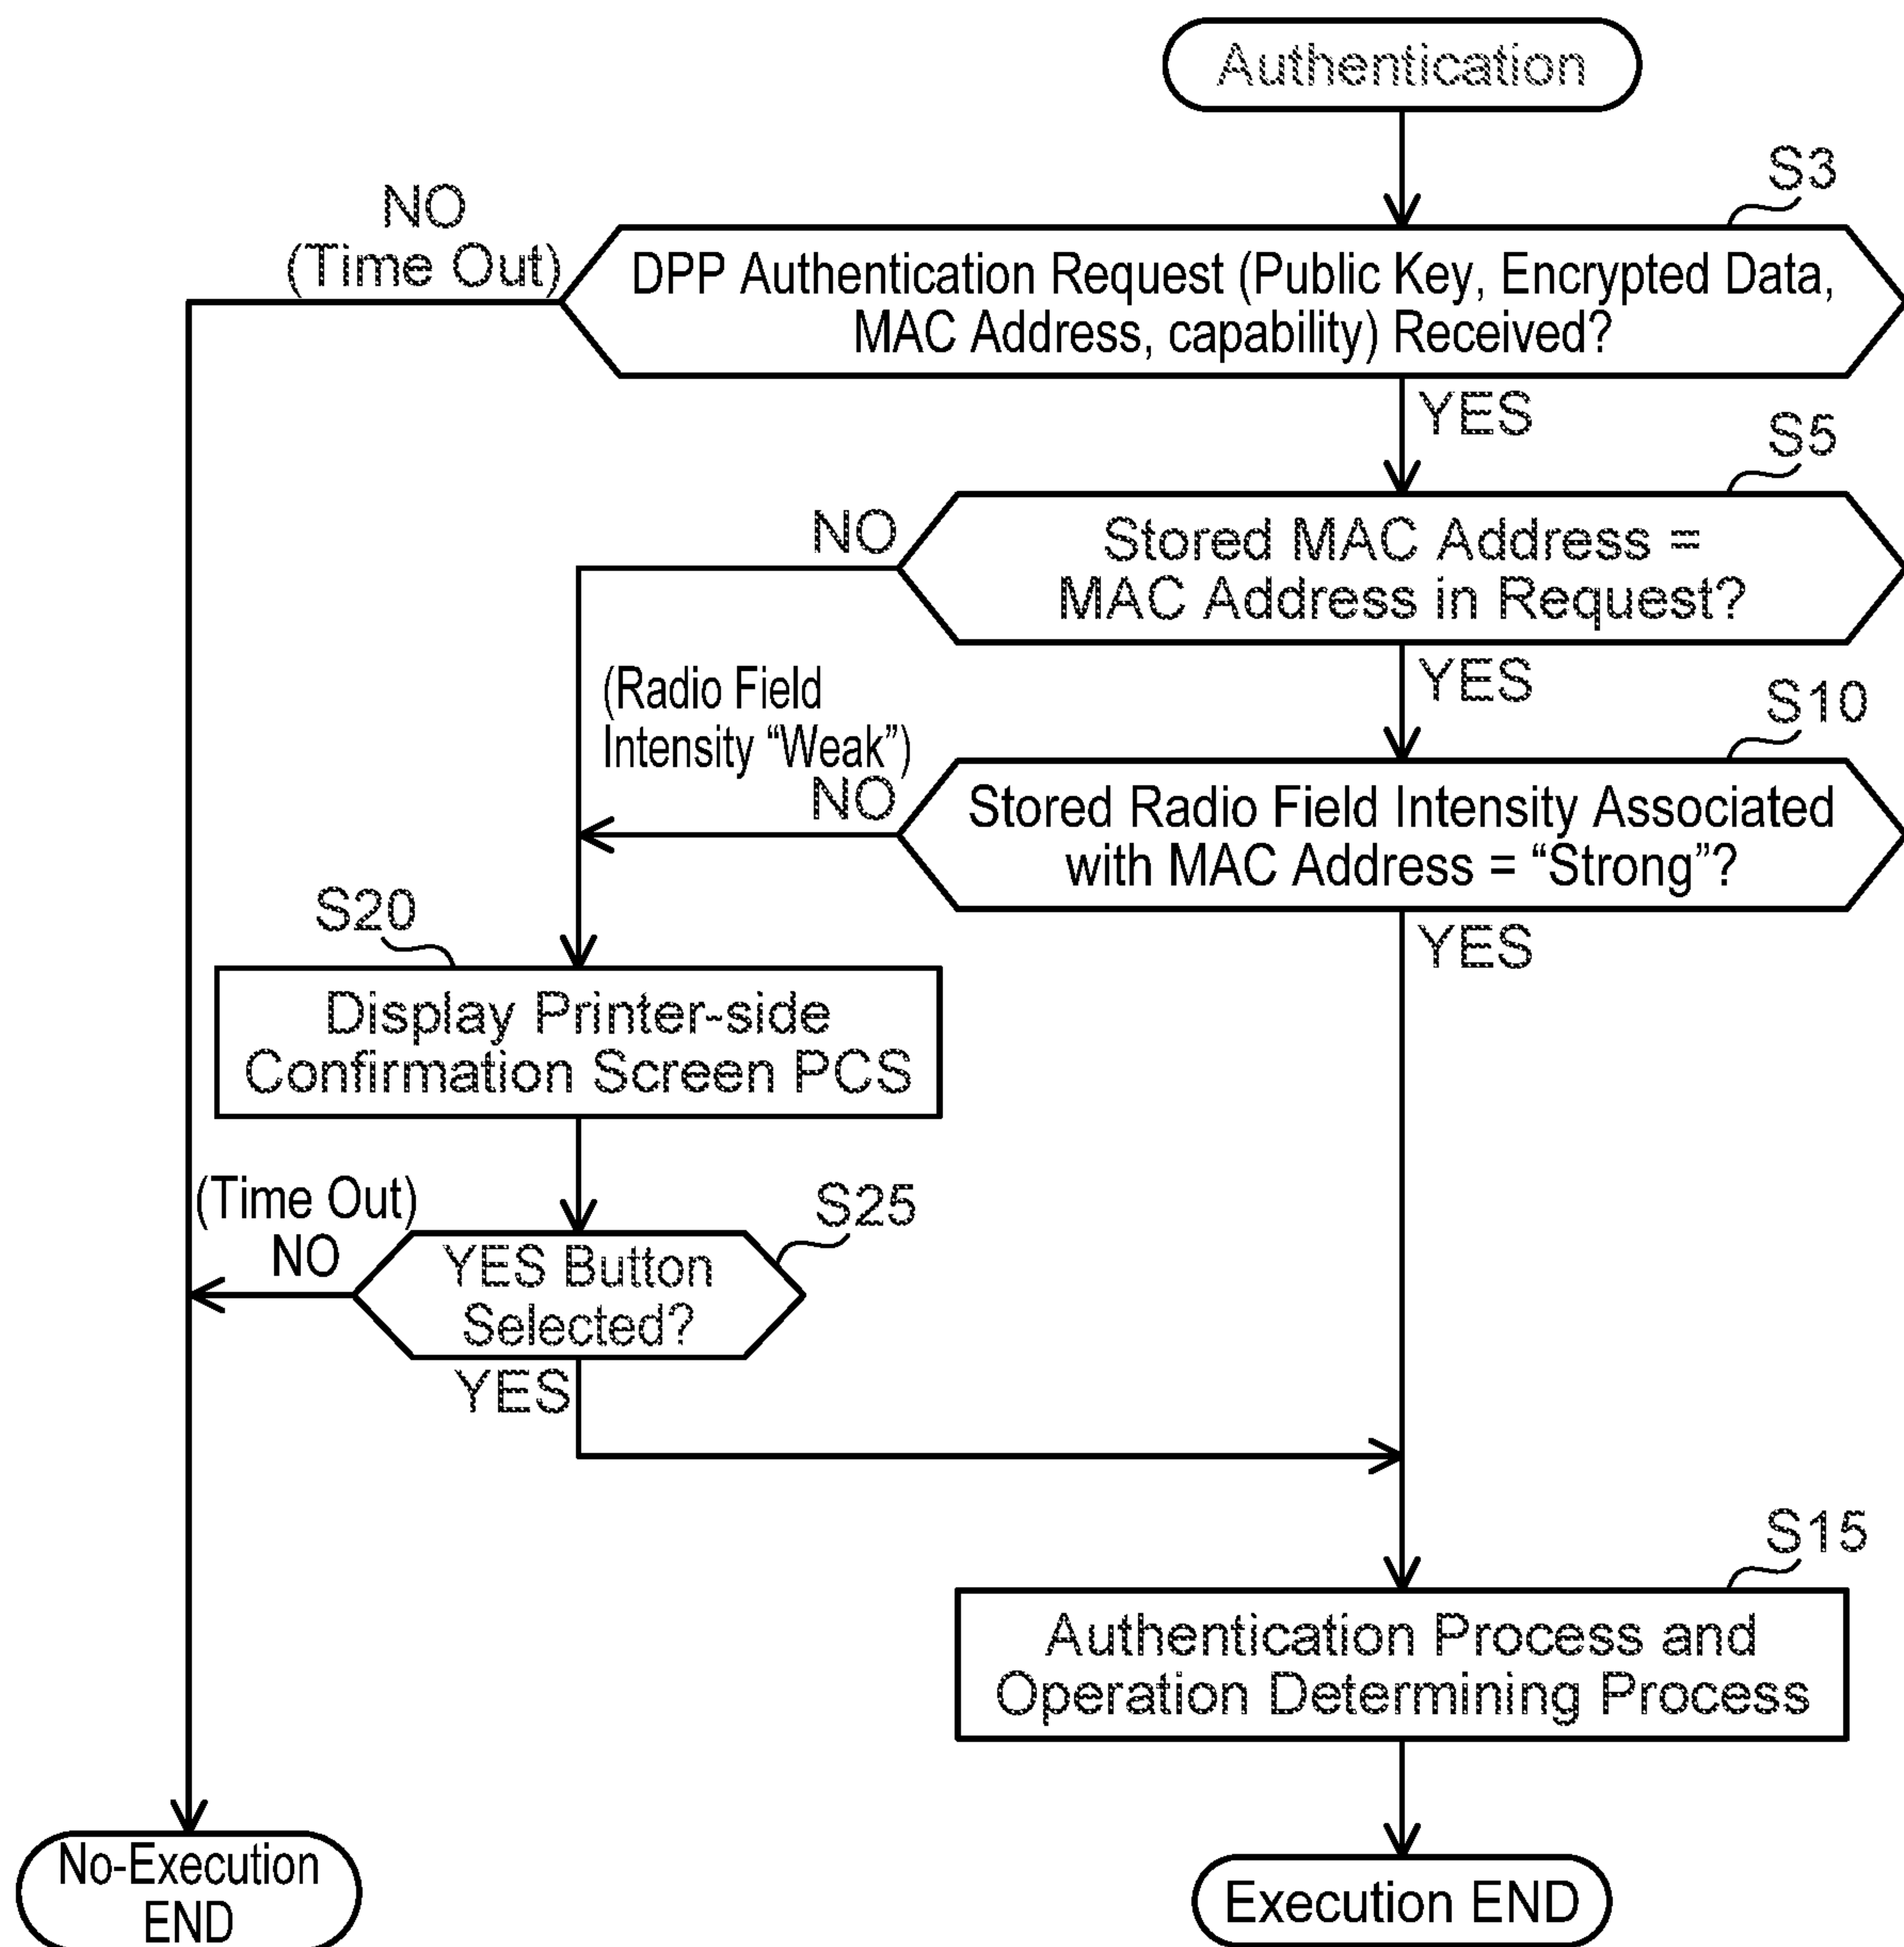 Authentication
S3
NO
(Time Out)
DPP Authentication Request (Public Key, Encrypted Data,
MAC Address, capability) Received?
YES
S5
NO
Stored MAC Address =
MAC Address in Request?
YES
(Radio Field
Intensity “Weak”)
NO
S10
Stored Radio Field Intensity Associated
with MAC Address = “Strong”?
YES
S20
Display Printer-side
Confirmation Screen PCS
(Time Out)
NO
S25
YES Button
Selected?
YES
S15
Authentication Process and
Operation Determining Process
No-Execution
END
Execution END